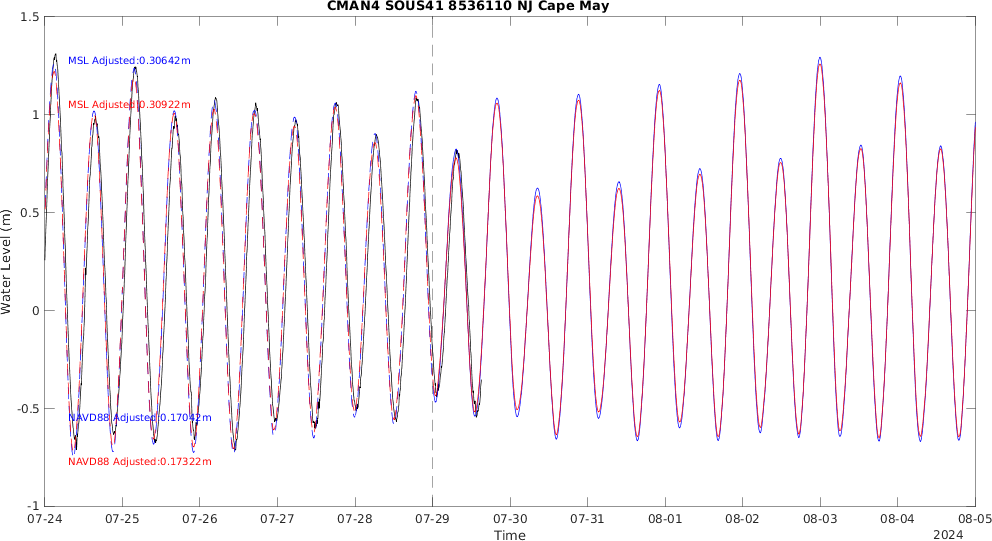 CMAN4 SOUS41 8536110 NJ Cape May
1.5
MSL Adjusted:0.30642m
MSL Adjusted:0.30922m
1
0.5
Water Level (m)
0
-0.5
NAVD88 Adjusted:0.17042m
NAVD88 Adjusted:0.17322m
-1
07-24 07-25 07-26 07-27 07-28 07-29 07-30 07-31 08-01 08-02 08-03 08-04 08-05
Time
2024